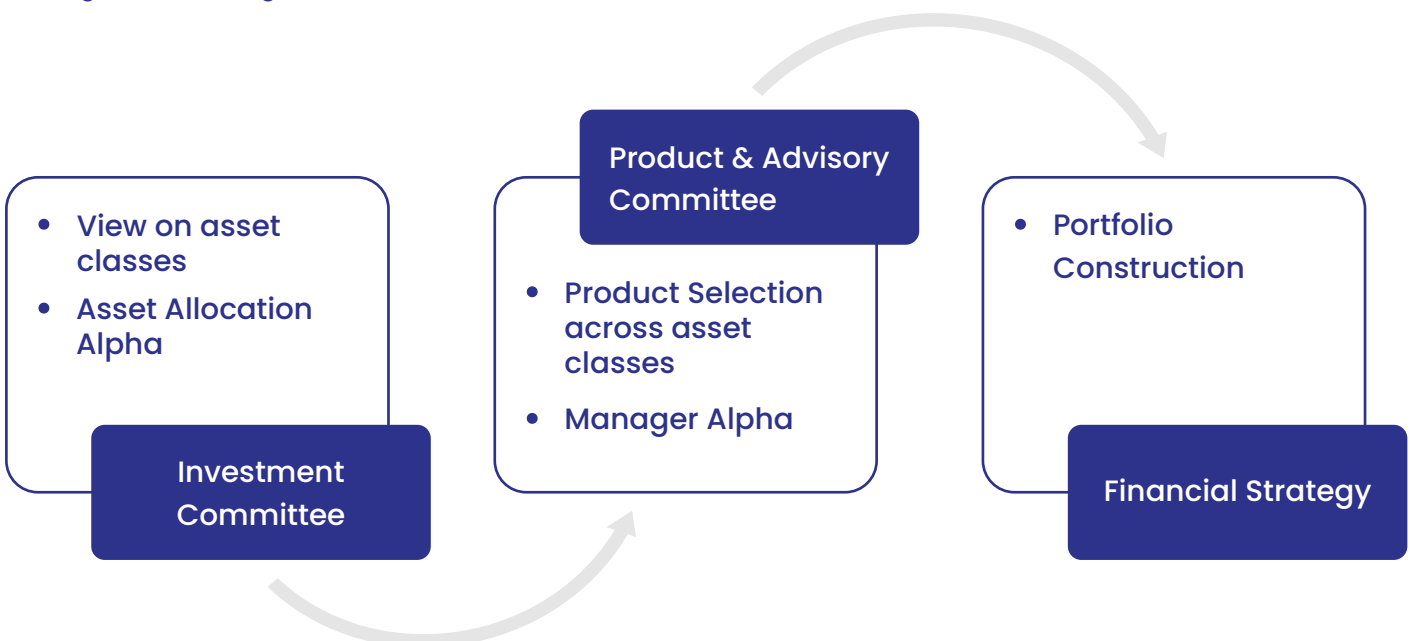 View on asset
classes
Asset Allocation
Alpha
Investment
Committee
Product & Advisory
Committee
Product Selection
across asset
classes
Manager Alpha
Portfolio
Construction
Financial Strategy